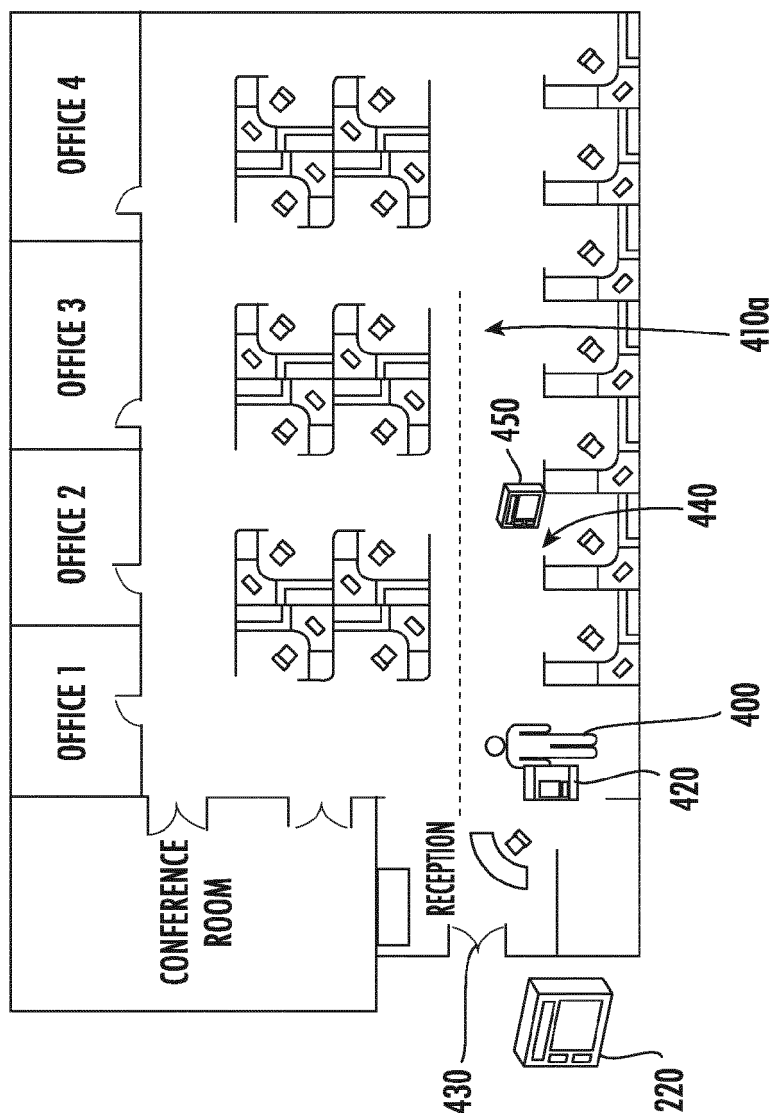 OFFICE 1
OFFICE 2
OFFICE 3
OFFICE 4
CONFERENCE
ROOM
RECEPTION
450
440
410a
400
420
430
220